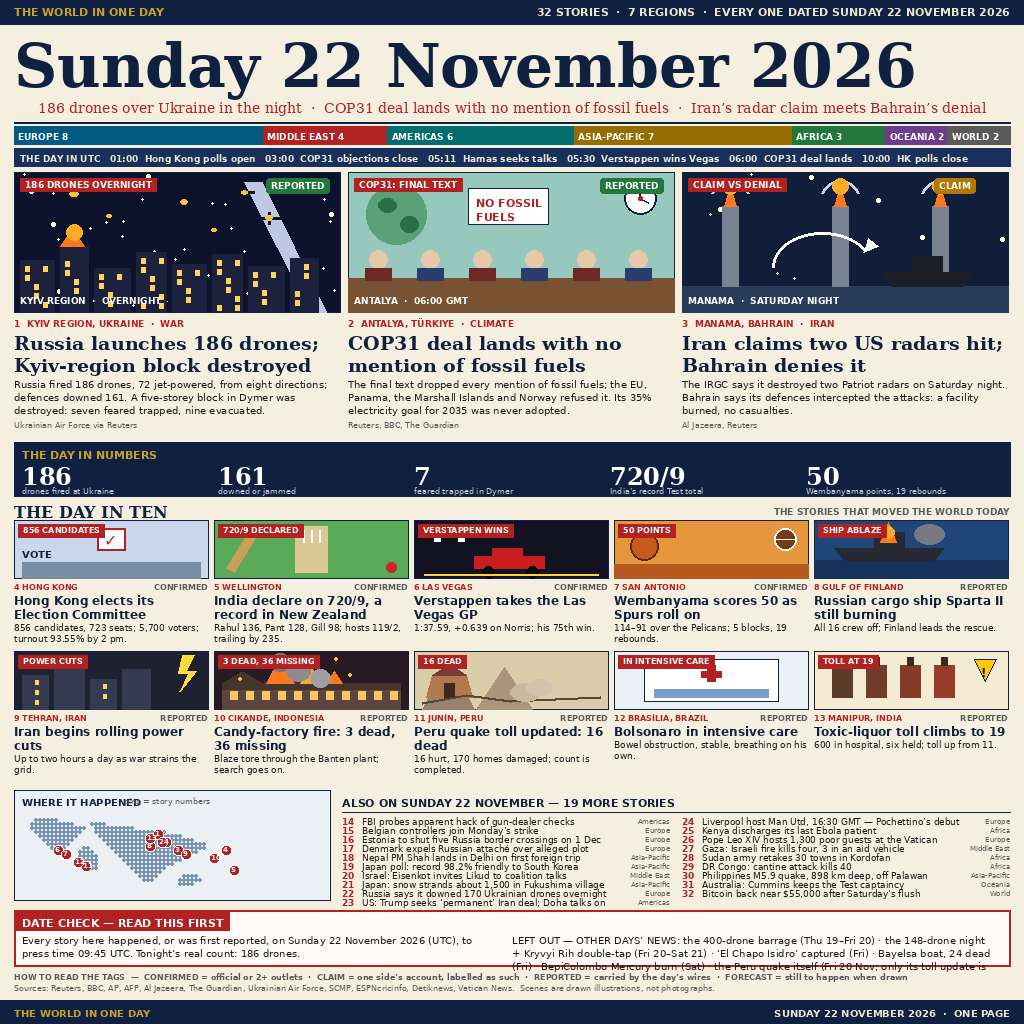 THE WORLD IN ONE DAY
32 STORIES · 7 REGIONS · EVERY ONE DATED SUNDAY 22 NOVEMBER 2026
Sunday 22 November 2026
186 drones over Ukraine in the night · COP31 deal lands with no mention of fossil fuels · Iran’s radar claim meets Bahrain’s denial
EUROPE 8 MIDDLE EAST 4 AMERICAS 6 ASIA-PACIFIC 7 AFRICA 3 OCEANIA 2 WORLD 2
THE DAY IN UTC 01:00 Hong Kong polls open 03:00 COP31 objections close 05:11 Hamas seeks talks 05:30 Verstappen wins Vegas 06:00 COP31 deal lands 10:00 HK polls close
186 DRONES OVERNIGHT
REPORTED
KYIV REGION · OVERNIGHT
1 KYIV REGION, UKRAINE · WAR
Russia launches 186 drones;
Kyiv-region block destroyed
Russia fired 186 drones, 72 jet-powered, from eight directions;
defences downed 161. A five-storey block in Dymer was
destroyed: seven feared trapped, nine evacuated.
Ukrainian Air Force via Reuters
COP31: FINAL TEXT
REPORTED
NO FOSSIL
FUELS
ANTALYA · 06:00 GMT
2 ANTALYA, TÜRKIYE · CLIMATE
COP31 deal lands with no
mention of fossil fuels
The final text dropped every mention of fossil fuels; the EU,
Panama, the Marshall Islands and Norway refused it. Its 35%
electricity goal for 2035 was never adopted.
Reuters, BBC, The Guardian
CLAIM VS DENIAL
CLAIM
MANAMA · SATURDAY NIGHT
3 MANAMA, BAHRAIN · IRAN
Iran claims two US radars hit;
Bahrain denies it
The IRGC says it destroyed two Patriot radars on Saturday night.
Bahrain says its defences intercepted the attacks: a facility
burned, no casualties.
Al Jazeera, Reuters
THE DAY IN NUMBERS
186
drones fired at Ukraine
161
downed or jammed
7
feared trapped in Dymer
720/9
India’s record Test total
50
Wembanyama points, 19 rebounds
THE DAY IN TEN
THE STORIES THAT MOVED THE WORLD TODAY
856 CANDIDATES
VOTE
4 HONG KONG CONFIRMED
Hong Kong elects its
Election Committee
856 candidates, 723 seats; 5,700 voters;
turnout 93.55% by 2 pm.
720/9 DECLARED
5 WELLINGTON CONFIRMED
India declare on 720/9, a
record in New Zealand
Rahul 136, Pant 128, Gill 98; hosts 119/2,
trailing by 235.
VERSTAPPEN WINS
6 LAS VEGAS CONFIRMED
Verstappen takes the Las
Vegas GP
1:37.59, +0.639 on Norris; his 75th win.
50 POINTS
7 SAN ANTONIO CONFIRMED
Wembanyama scores 50 as
Spurs roll on
114–91 over the Pelicans; 5 blocks, 19
rebounds.
SHIP ABLAZE
8 GULF OF FINLAND REPORTED
Russian cargo ship Sparta II
still burning
All 16 crew off; Finland leads the rescue.
POWER CUTS
9 TEHRAN, IRAN REPORTED
Iran begins rolling power
cuts
Up to two hours a day as war strains the
grid.
3 DEAD, 36 MISSING
10 CIKANDE, INDONESIA REPORTED
Candy-factory fire: 3 dead,
36 missing
Blaze tore through the Banten plant;
search goes on.
16 DEAD
11 JUNÍN, PERU REPORTED
Peru quake toll updated: 16
dead
16 hurt, 170 homes damaged; count is
completed.
IN INTENSIVE CARE
12 BRASÍLIA, BRAZIL REPORTED
Bolsonaro in intensive care
Bowel obstruction, stable, breathing on his
own.
TOLL AT 19
13 MANIPUR, INDIA REPORTED
Toxic-liquor toll climbs to 19
600 in hospital, six held; toll up from 11.
WHERE IT HAPPENED
= story numbers
ALSO ON SUNDAY 22 NOVEMBER — 19 MORE STORIES
14 FBI probes apparent hack of gun-dealer checks Americas
15 Belgian controllers join Monday’s strike Europe
16 Estonia to shut five Russia border crossings on 1 Dec Europe
17 Denmark expels Russian attaché over alleged plot Europe
18 Nepal PM Shah lands in Delhi on first foreign trip Asia-Pacific
19 Japan poll: record 98.2% friendly to South Korea Asia-Pacific
20 Israel: Eisenkot invites Likud to coalition talks Middle East
21 Japan: snow strands about 1,500 in Fukushima village Asia-Pacific
22 Russia says it downed 170 Ukrainian drones overnight Europe
23 US: Trump seeks ‘permanent’ Iran deal; Doha talks on Americas
24 Liverpool host Man Utd, 16:30 GMT — Pochettino’s debut Europe
25 Kenya discharges its last Ebola patient Africa
26 Pope Leo XIV hosts 1,300 poor guests at the Vatican Europe
27 Gaza: Israeli fire kills four, 3 in an aid vehicle Middle East
28 Sudan army retakes 30 towns in Kordofan Africa
29 DR Congo: cantine attack kills 40 Africa
30 Philippines M5.9 quake, 898 km deep, off Palawan Asia-Pacific
31 Australia: Cummins keeps the Test captaincy Oceania
32 Bitcoin back near $55,000 after Saturday’s flush World
DATE CHECK — READ THIS FIRST
Every story here happened, or was first reported, on Sunday 22 November 2026 (UTC), to
press time 09:45 UTC. Tonight’s real count: 186 drones.
LEFT OUT — OTHER DAYS’ NEWS: the 400-drone barrage (Thu 19–Fri 20) · the 148-drone night
+ Kryvyi Rih double-tap (Fri 20–Sat 21) · ‘El Chapo Isidro’ captured (Fri) · Bayelsa boat, 24 dead
(Fri) · BepiColombo Mercury burn (Sat) · the Peru quake itself (Fri 20 Nov; only its toll update is
HOW TO READ THE TAGS — CONFIRMED = official or 2+ outlets · CLAIM = one side’s account, labelled as such · REPORTED = carried by the day’s wires · FORECAST = still to happen when drawn
Sources: Reuters, BBC, AP, AFP, Al Jazeera, The Guardian, Ukrainian Air Force, SCMP, ESPNcricinfo, Detiknews, Vatican News. Scenes are drawn illustrations, not photographs.
THE WORLD IN ONE DAY
SUNDAY 22 NOVEMBER 2026 · ONE PAGE